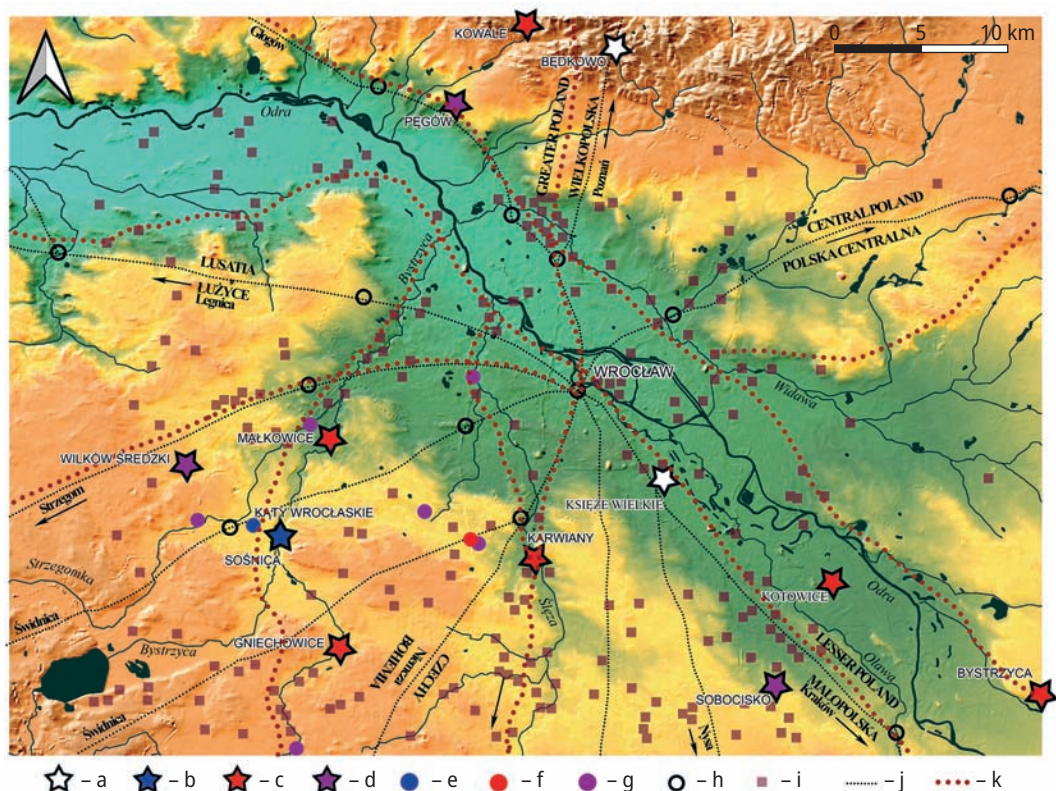 KOWALE
0 5 10 km
Głogów
BĘDKOWO
Odra
PĘGÓW
GREATER POLAND
WIELKOPOLSKA
Poznań
CENTRAL POLAND
POLSKA CENTRALNA
Bystrzyca
LUSATIA
ŁUŻYCE
Legnica
WROCŁAW
Widawa
MAŁKOWICE
WILKÓW ŚREDZKI
Strzegom
KSIĘŻE WIELKIE
KĄTY WROCŁASKIE
KARWIANY
SOŚNICA
Strzegomka
KOTOWICE
Odra
Świdnica
Ślęza
GNIECHOWICE
Bystrzyca
BOHEMIA
CZECHY
Niemcza
LESSER POLAND
MAŁOPOLSKA
Kraków
Oława
BYSTRZYCA
SOBOCISKO
Świdnica
Nysa
– a – b – c – d – e – f – g – h – i – j – k